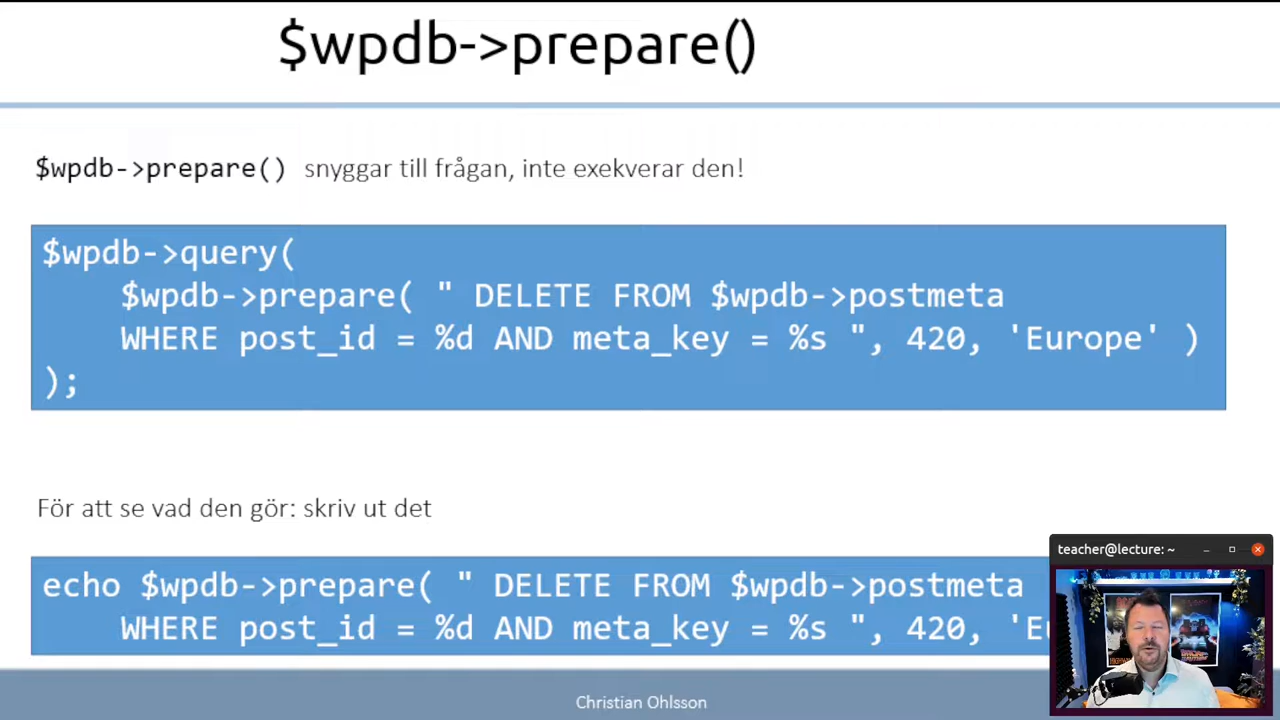 $wpdb->prepare()
$wpdb->prepare() snyggar till frågan, inte exekverar den!
$wpdb->query(
$wpdb->prepare( " DELETE FROM $wpdb->postmeta
WHERE post_id = %d AND meta_key = %s ", 420, 'Europe' )
);
För att se vad den gör: skriv ut det
echo $wpdb->prepare( " DELETE FROM $wpdb->postmeta
WHERE post_id = %d AND meta_key = %s ", 420,
teacher@lecture: ~
Christian Ohlsson